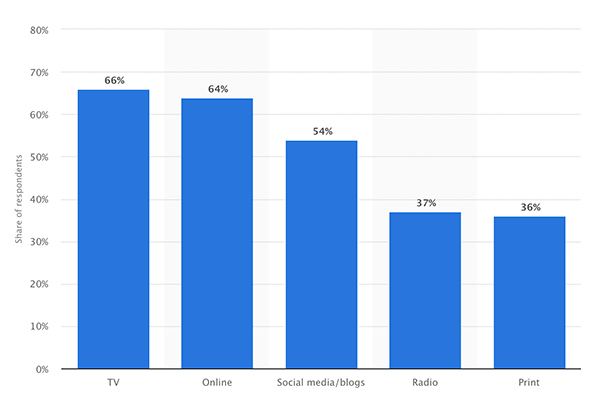 80%
70%
60%
50%
40%
30%
20%
10%
0%
Share of respondents
66%
64%
54%
37%
36%
TV
Online
Social media/blogs
Radio
Print